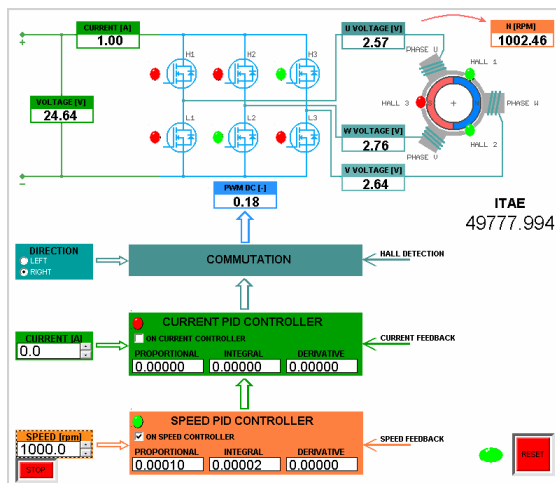 CURRENT [A]
1.00
U VOLTAGE [V]
2.57
N [RPM]
1002.46
H1
H2
H3
PHASE U
HALL 1
VOLTAGE [V]
24.64
HALL 3
PHASE W
L1
L2
L3
W VOLTAGE [V]
2.76
PHASE V
HALL 2
V VOLTAGE [V]
2.64
PWM DC [-]
0.18
ITAE
49777.994
DIRECTION
LEFT
RIGHT
COMMUTATION
HALL DETECTION
CURRENT PID CONTROLLER
ON CURRENT CONTROLLER
CURRENT [A]
0.0
CURRENT FEEDBACK
PROPORTIONAL INTEGRAL DERIVATIVE
0.00000 0.00000 0.00000
SPEED PID CONTROLLER
ON SPEED CONTROLLER
SPEED [rpm]
1000.0
SPEED FEEDBACK
PROPORTIONAL INTEGRAL DERIVATIVE
0.00010 0.00002 0.00000
STOP
RESET